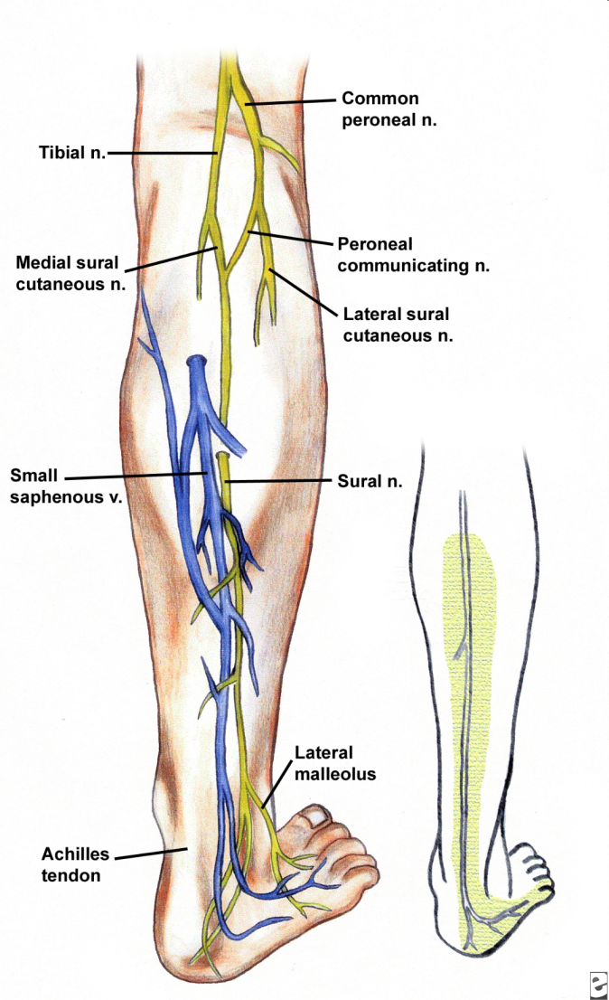 Common
peroneal n.
Tibial n.
Peroneal
communicating n.
Medial sural
cutaneous n.
Lateral sural
cutaneous n.
Small
saphenous v.
Sural n.
Lateral
malleolus
Achilles
tendon
e